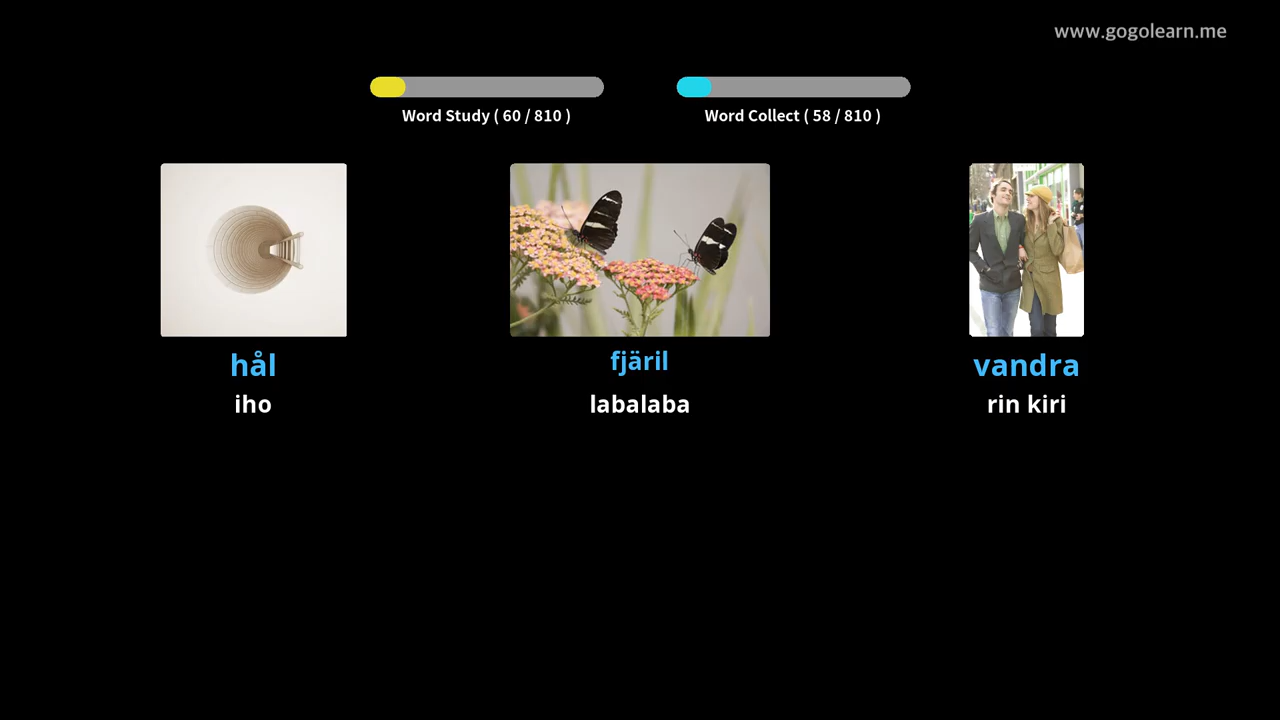 www.gogolearn.me
Word Study ( 60 / 810 )
Word Collect ( 58 / 810 )
hål
iho
fjäril
labalaba
vandra
rin kiri